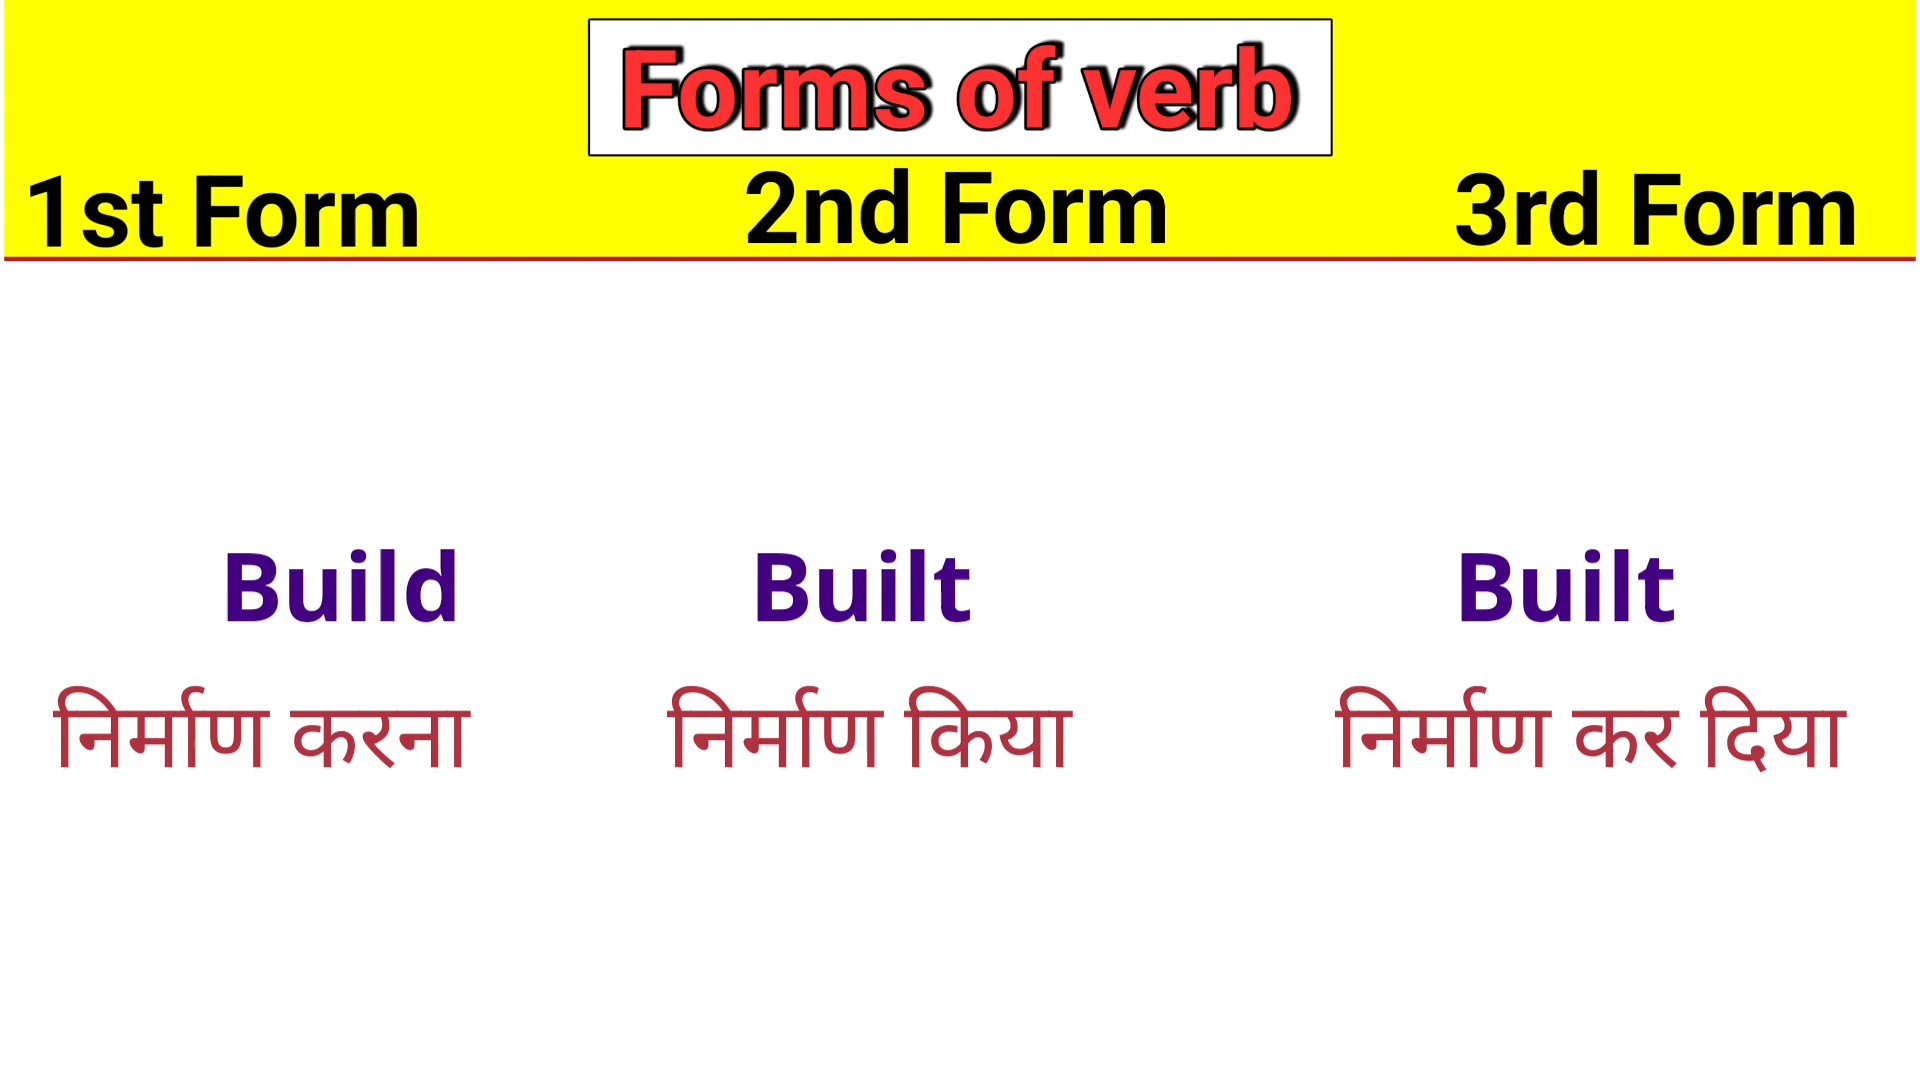 Forms of verb
1st Form 2nd Form 3rd Form
Build Built Built
निर्माण करना निर्माण किया निर्माण कर दिया